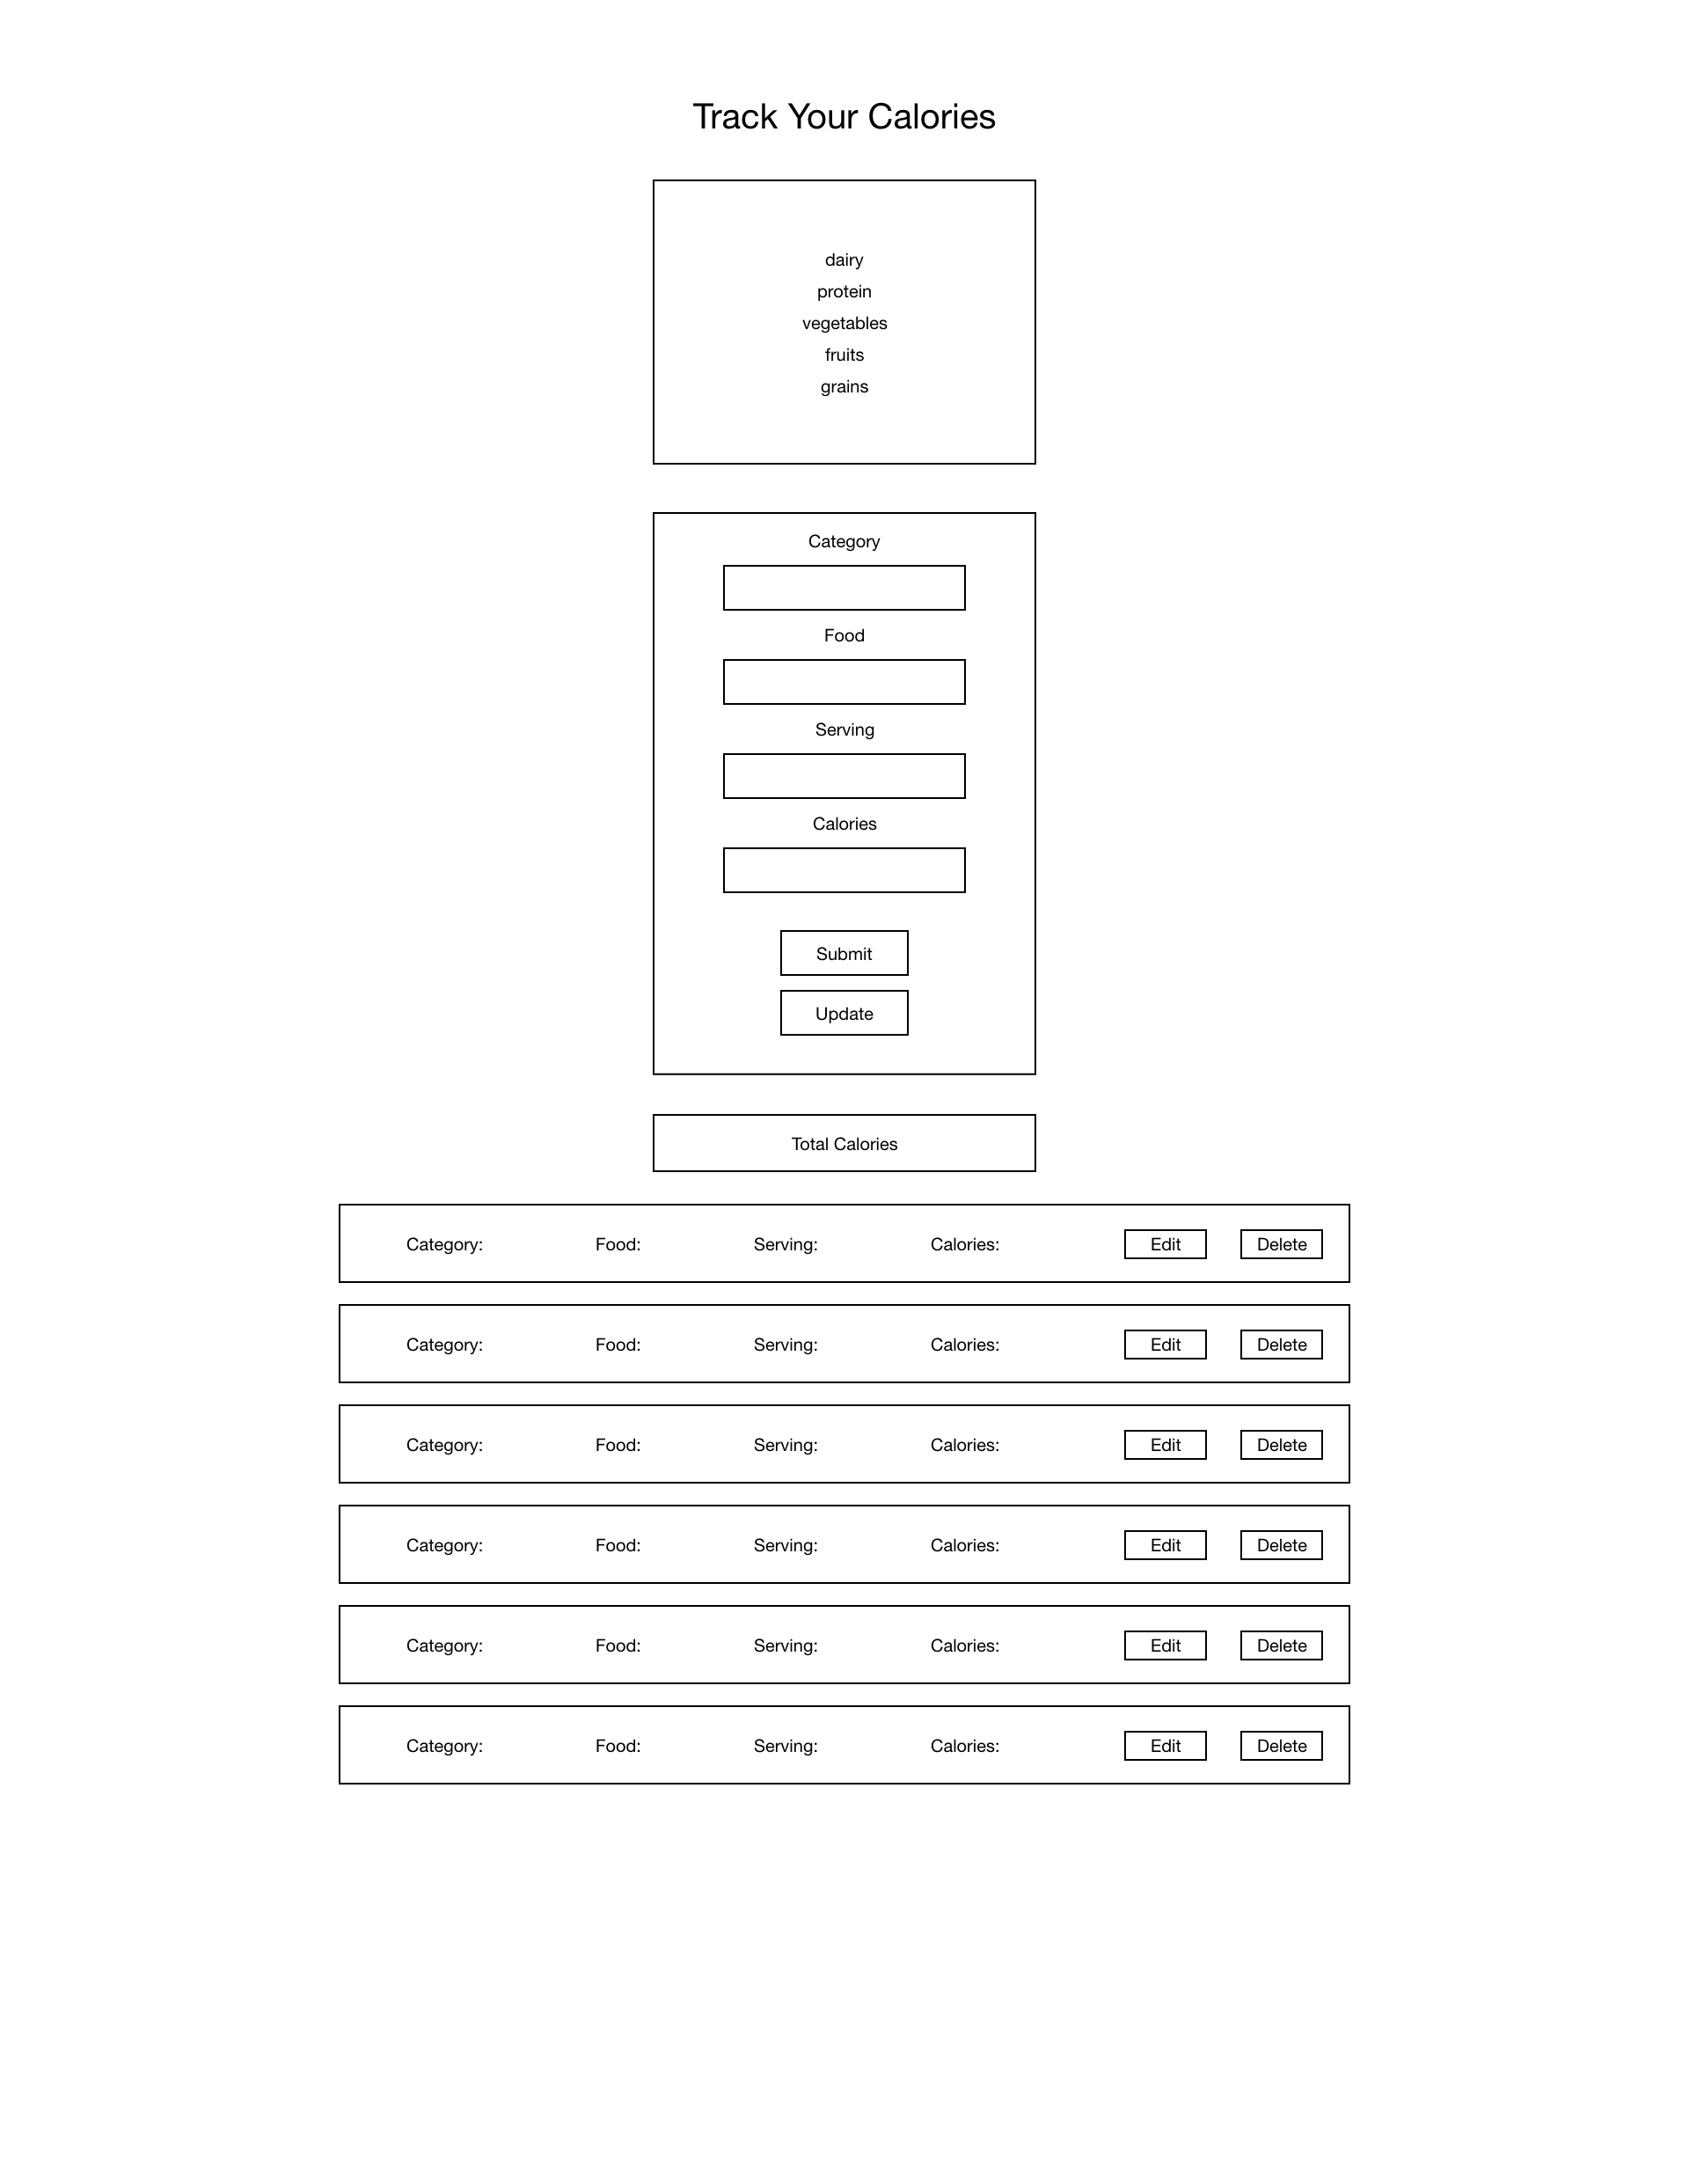 Track Your Calories
dairy
protein
vegetables
fruits
grains
Category
Food
Serving
Calories
Submit
Update
Total Calories
Category: Food: Serving: Calories: Edit Delete
Category: Food: Serving: Calories: Edit Delete
Category: Food: Serving: Calories: Edit Delete
Category: Food: Serving: Calories: Edit Delete
Category: Food: Serving: Calories: Edit Delete
Category: Food: Serving: Calories: Edit Delete